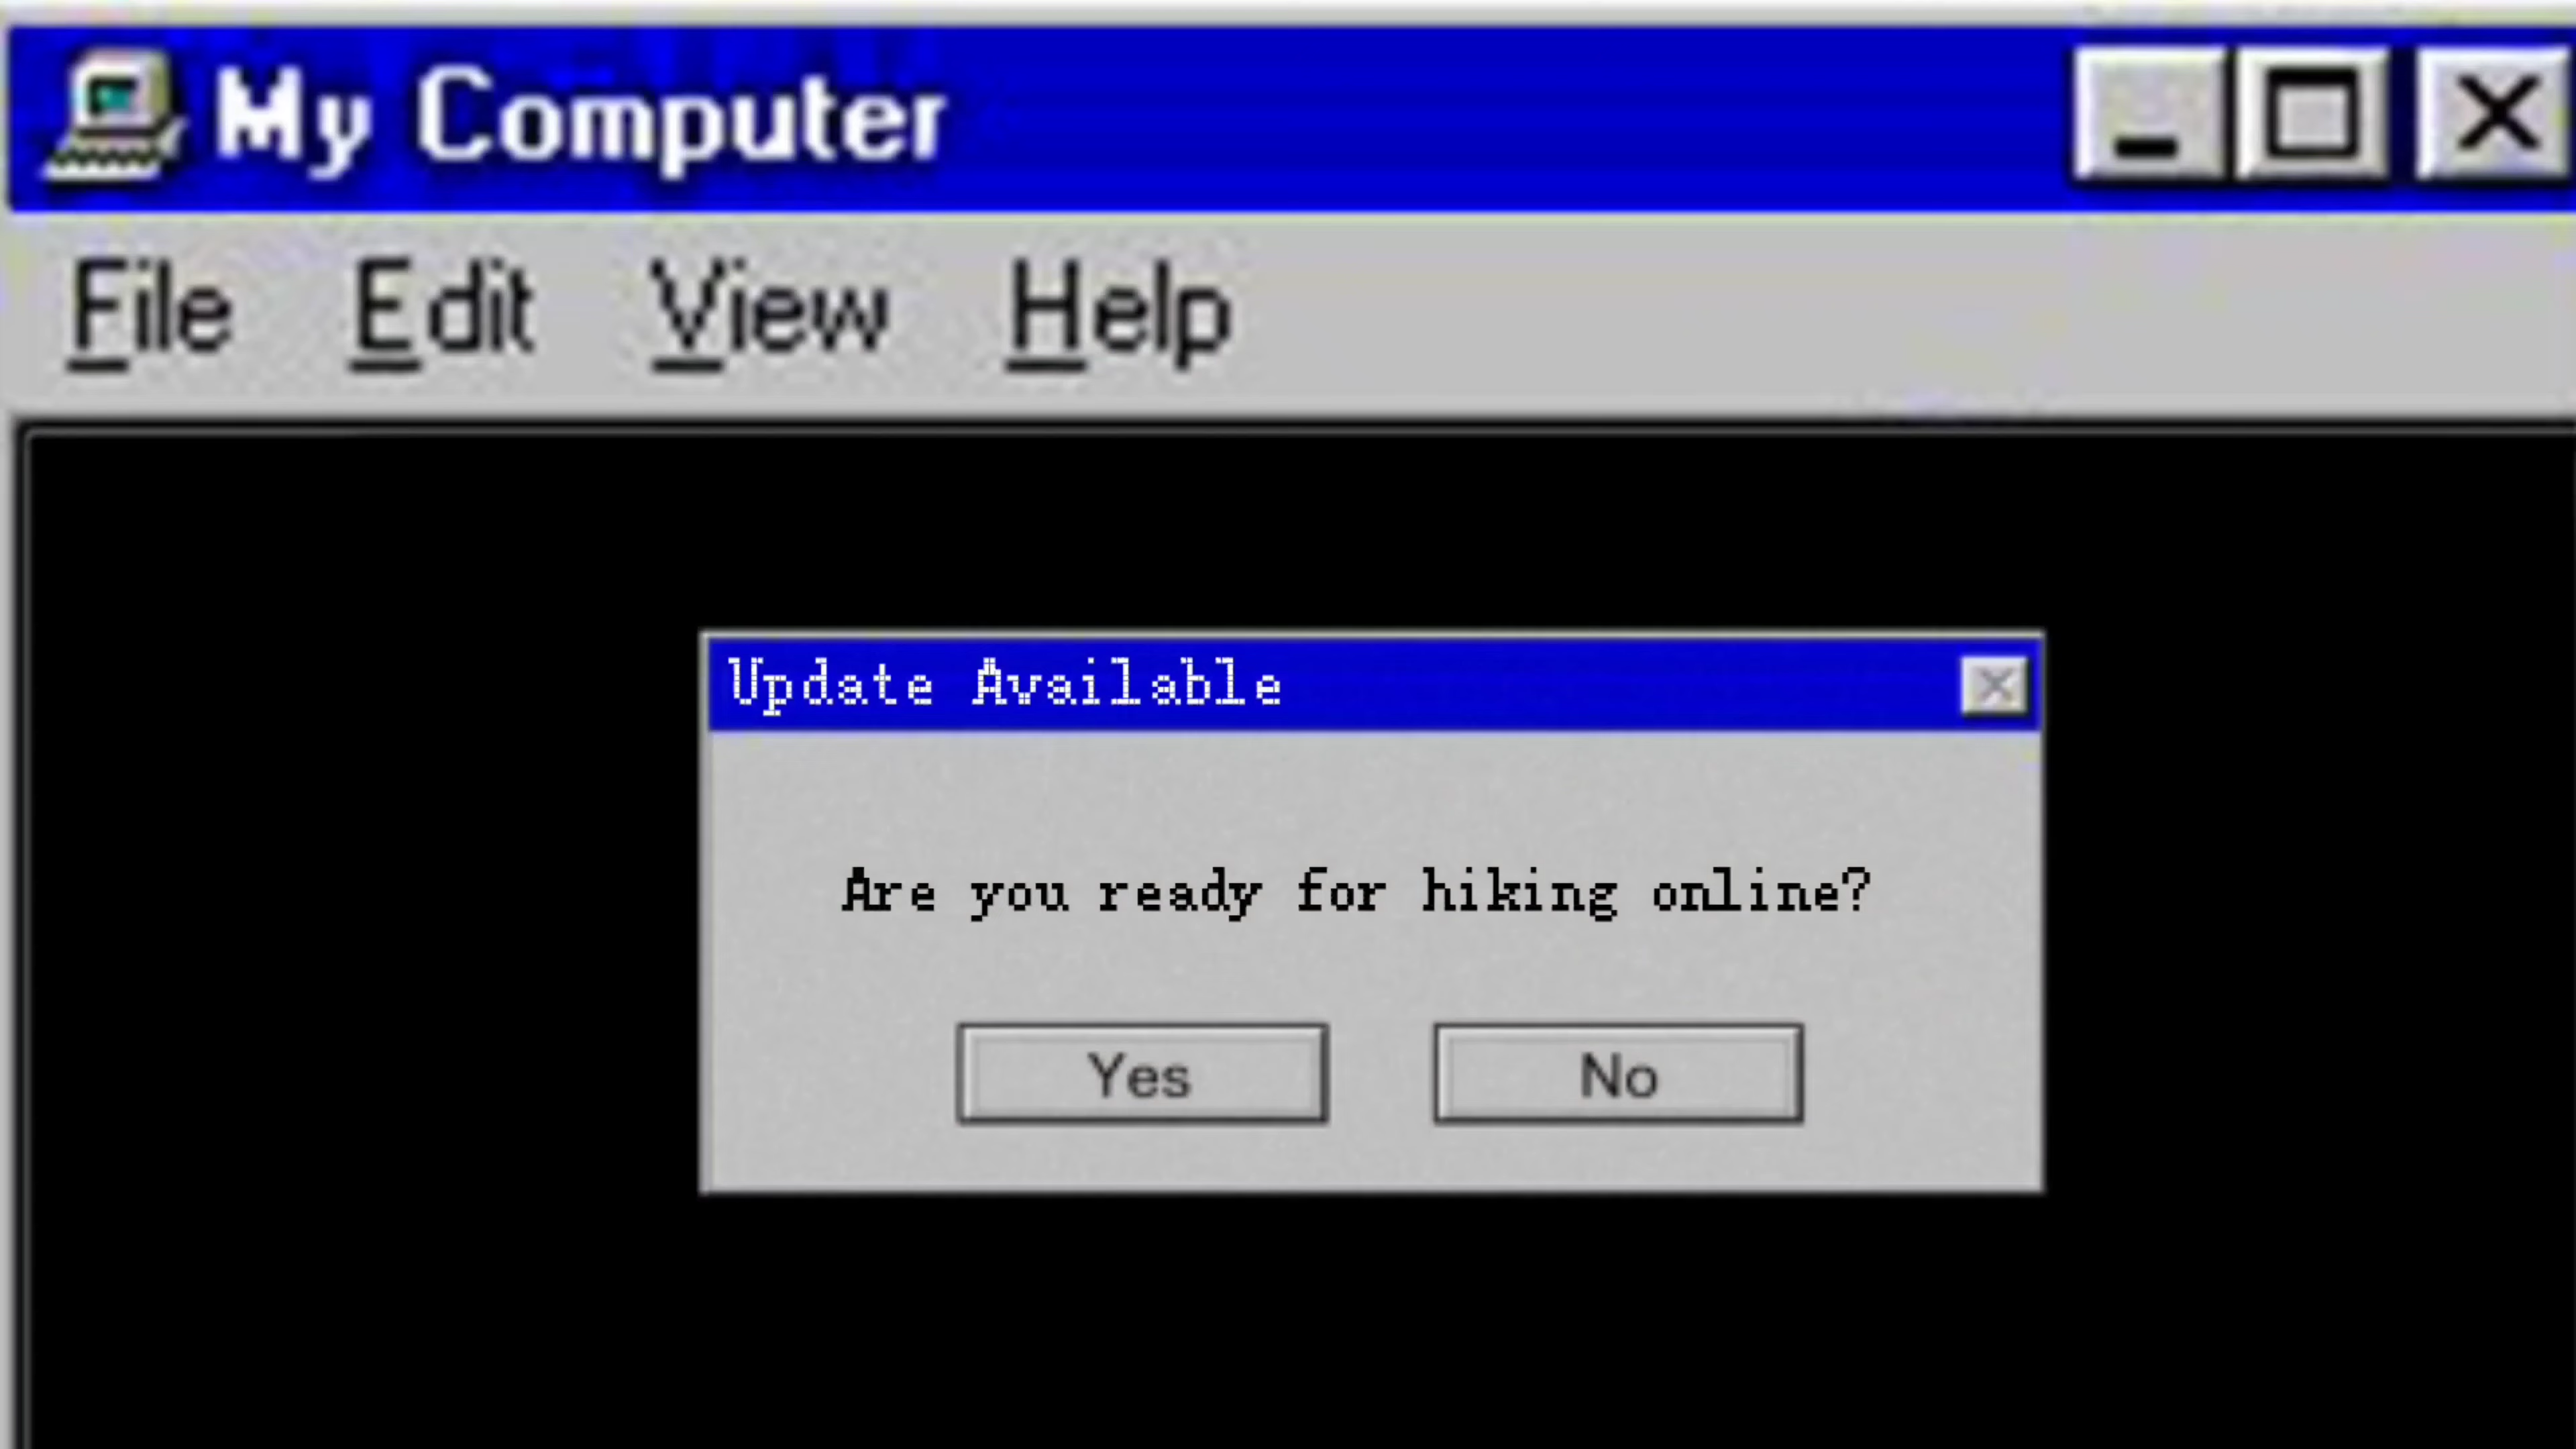 My Computer
File Edit View Help
Update Available
Are you ready for hiking online?
Yes No